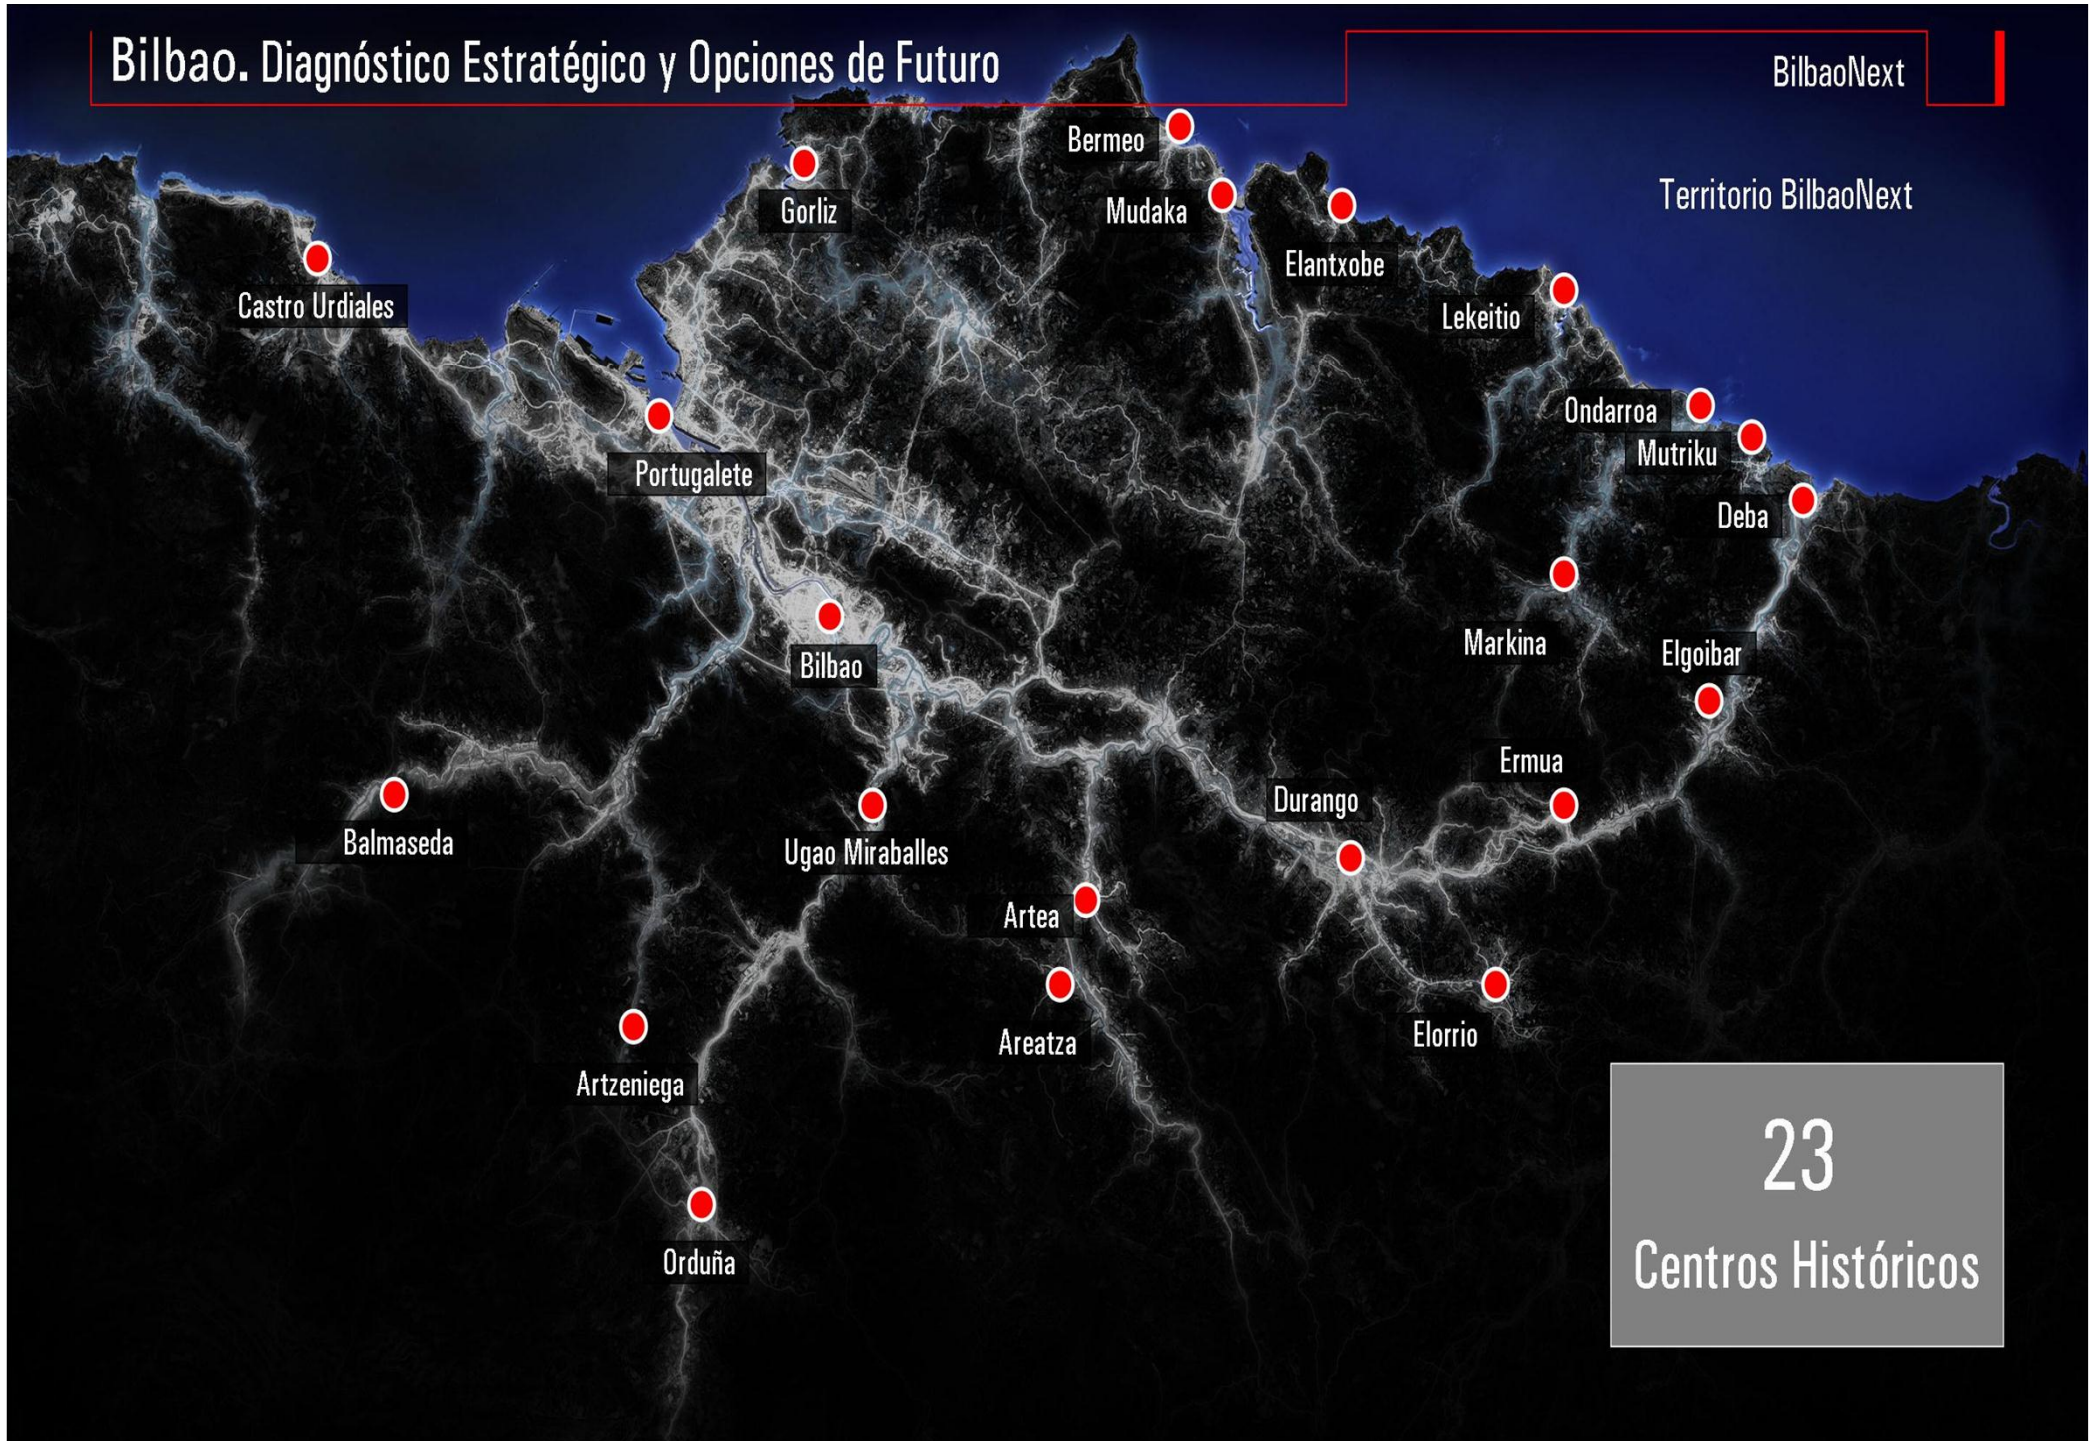 Bilbao. Diagnóstico Estratégico y Opciones de Futuro
BilbaoNext
Territorio BilbaoNext
Bermeo
Gorliz
Mudaka
Elantxobe
Castro Urdiales
Lekeitio
Ondarroa
Mutriku
Portugalete
Deba
Markina
Elgoibar
Bilbao
Ermua
Durango
Balmaseda
Ugao Miraballes
Artea
Areatza
Elorrio
Artzeniega
Orduña
23
Centros Históricos